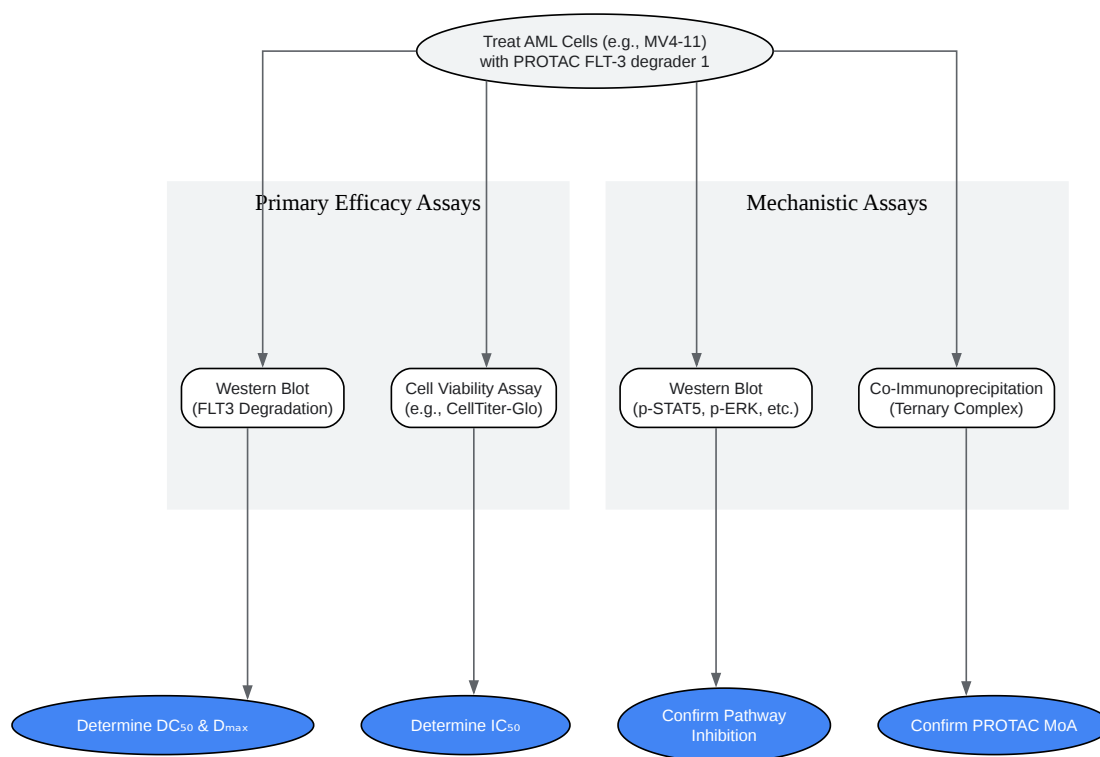 Treat AML Cells (e.g., MV4-11)
with PROTAC FLT-3 degrader 1
Primary Efficacy Assays
Mechanistic Assays
Western Blot
(FLT3 Degradation)
Cell Viability Assay
(e.g., CellTiter-Glo)
Western Blot
(p-STAT5, p-ERK, etc.)
Co-Immunoprecipitation
(Ternary Complex)
Determine DC₅₀ & Dₘₐₓ
Determine IC₅₀
Confirm Pathway
Inhibition
Confirm PROTAC MoA